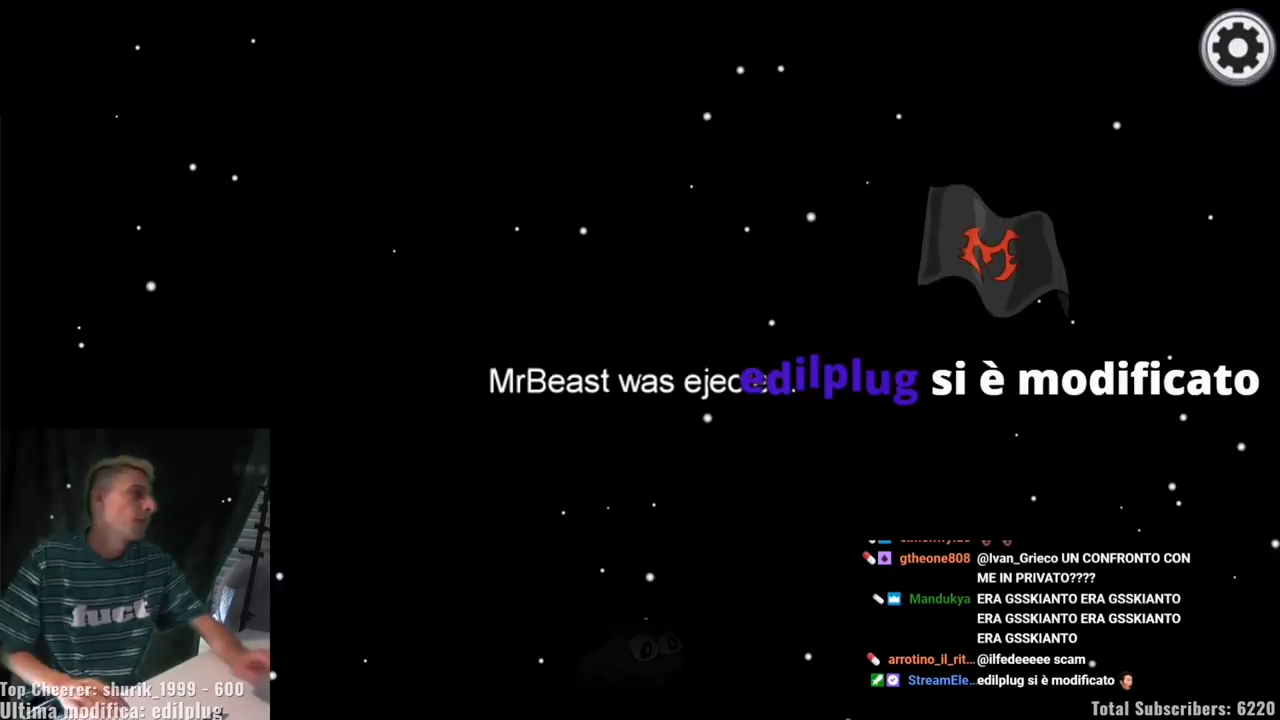 MrBeast was ejec
edilplug si è modificato
fuct
gtheone808 @Ivan_Grieco UN CONFRONTO CON
ME IN PRIVATO????
Mandukya ERA GSSKIANTO ERA GSSKIANTO
ERA GSSKIANTO ERA GSSKIANTO
ERA GSSKIANTO
arrotino_il_rit... @ilfedeeeee scam
StreamEle... edilplug si è modificato
Top Cheerer: shurik_1999 - 600
Ultima modifica: edilplug
Total Subscribers: 6220